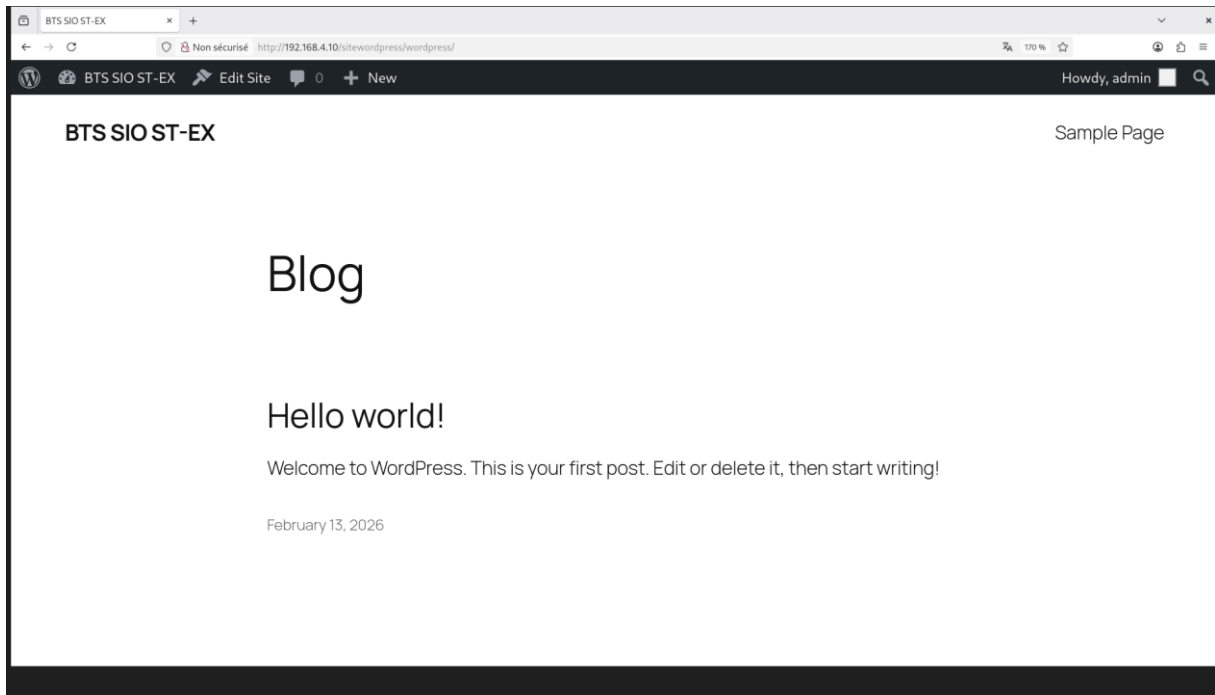 BTS SIO ST-EX
Non sécurisé http://192.168.4.10/sitewordpress/wordpress/ 170 %
BTS SIO ST-EX Edit Site 0 New Howdy, admin
BTS SIO ST-EX Sample Page
Blog
Hello world!
Welcome to WordPress. This is your first post. Edit or delete it, then start writing!
February 13, 2026